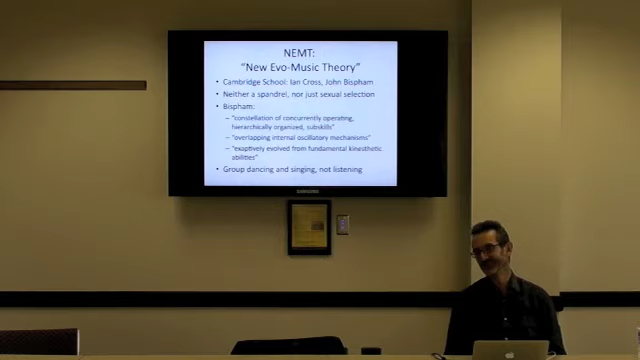 NEMT:
"New Evo-Music Theory"
• Cambridge School: Ian Cross, John Bispham
• Neither a spandrel, nor just sexual selection
• Bispham:
– "constellation of concurrently operating,
hierarchically organized, subskills"
– "overlapping internal oscillatory mechanisms"
– "exaptively evolved from fundamental kinesthetic
abilities"
• Group dancing and singing, not listening
SAMSUNG